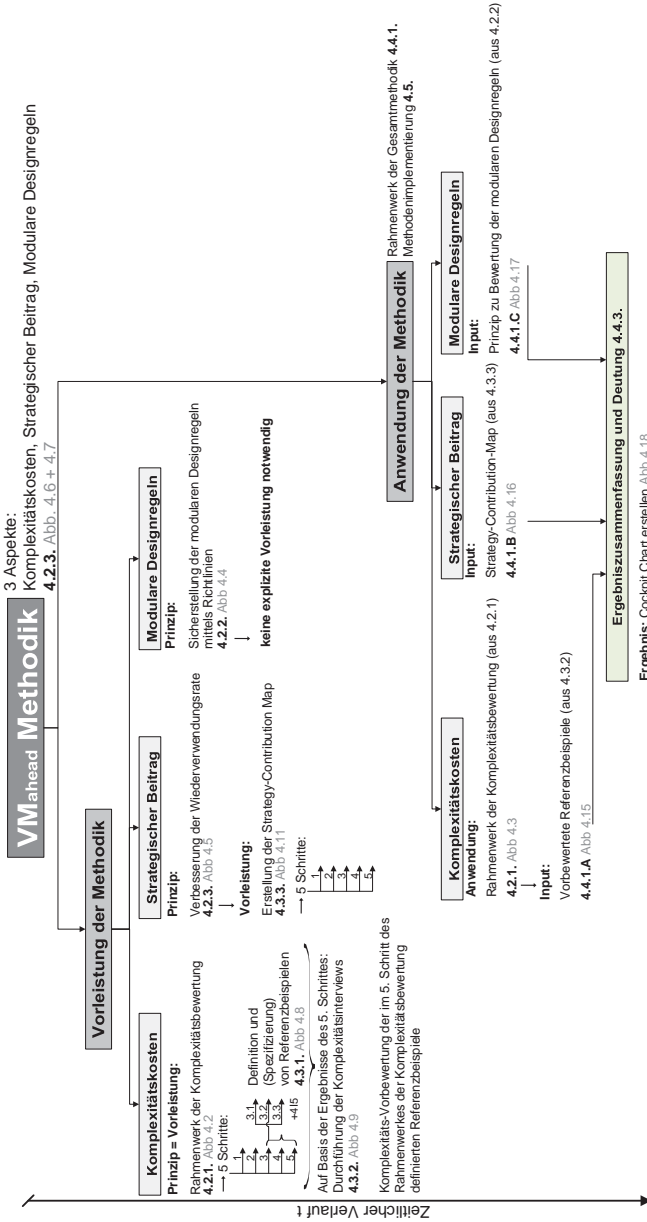 VMahead Methodik
3 Aspekte:
Komplexitätskosten, Strategischer Beitrag, Modulare Designregeln
4.2.3. Abb. 4.6 + 4.7
Zeitlicher Verlauf t
Vorleistung der Methodik
Komplexitätskosten
Prinzip = Vorleistung:
Rahmenwerk der Komplexitätsbewertung
4.2.1. Abb 4.2
5 Schritte:
1
2
3
4
5
3.1
3.2
3.3
+4|5
Definition und
(Spezifizierung)
von Referenzbeispielen
4.3.1. Abb 4.8
Auf Basis der Ergebnisse des 5. Schrittes:
Durchführung der Komplexitätsinterviews
4.3.2. Abb 4.9
Komplexitäts-Vorbewertung der im 5. Schritt des
Rahmenwerkes der Komplexitätsbewertung
definierten Referenzbeispiele
Strategischer Beitrag
Prinzip:
Verbesserung der Wiederverwendungsrate
4.2.3. Abb 4.5
Vorleistung:
Erstellung der Strategy-Contribution Map
4.3.3. Abb 4.11
5 Schritte:
1
2
3
4
5
Modulare Designregeln
Prinzip:
Sicherstellung der modularen Designregeln
mittels Richtlinien
4.2.2. Abb 4.4
keine explizite Vorleistung notwendig
Anwendung der Methodik
Rahmenwerk der Gesamtmethodik 4.4.1.
Methodenimplementierung 4.5.
Komplexitätskosten
Anwendung:
Rahmenwerk der Komplexitätsbewertung (aus 4.2.1)
4.2.1. Abb 4.3
Input:
Vorbewertete Referenzbeispiele (aus 4.3.2)
4.4.1.A Abb 4.15
Strategischer Beitrag
Input:
Strategy-Contribution-Map (aus 4.3.3)
4.4.1.B Abb 4.16
Modulare Designregeln
Input:
Prinzip zu Bewertung der modularen Designregeln (aus 4.2.2)
4.4.1.C Abb 4.17
Ergebniszusammenfassung und Deutung 4.4.3.
Ergebnis: Cockpit Chart erstellen Abb 4.18